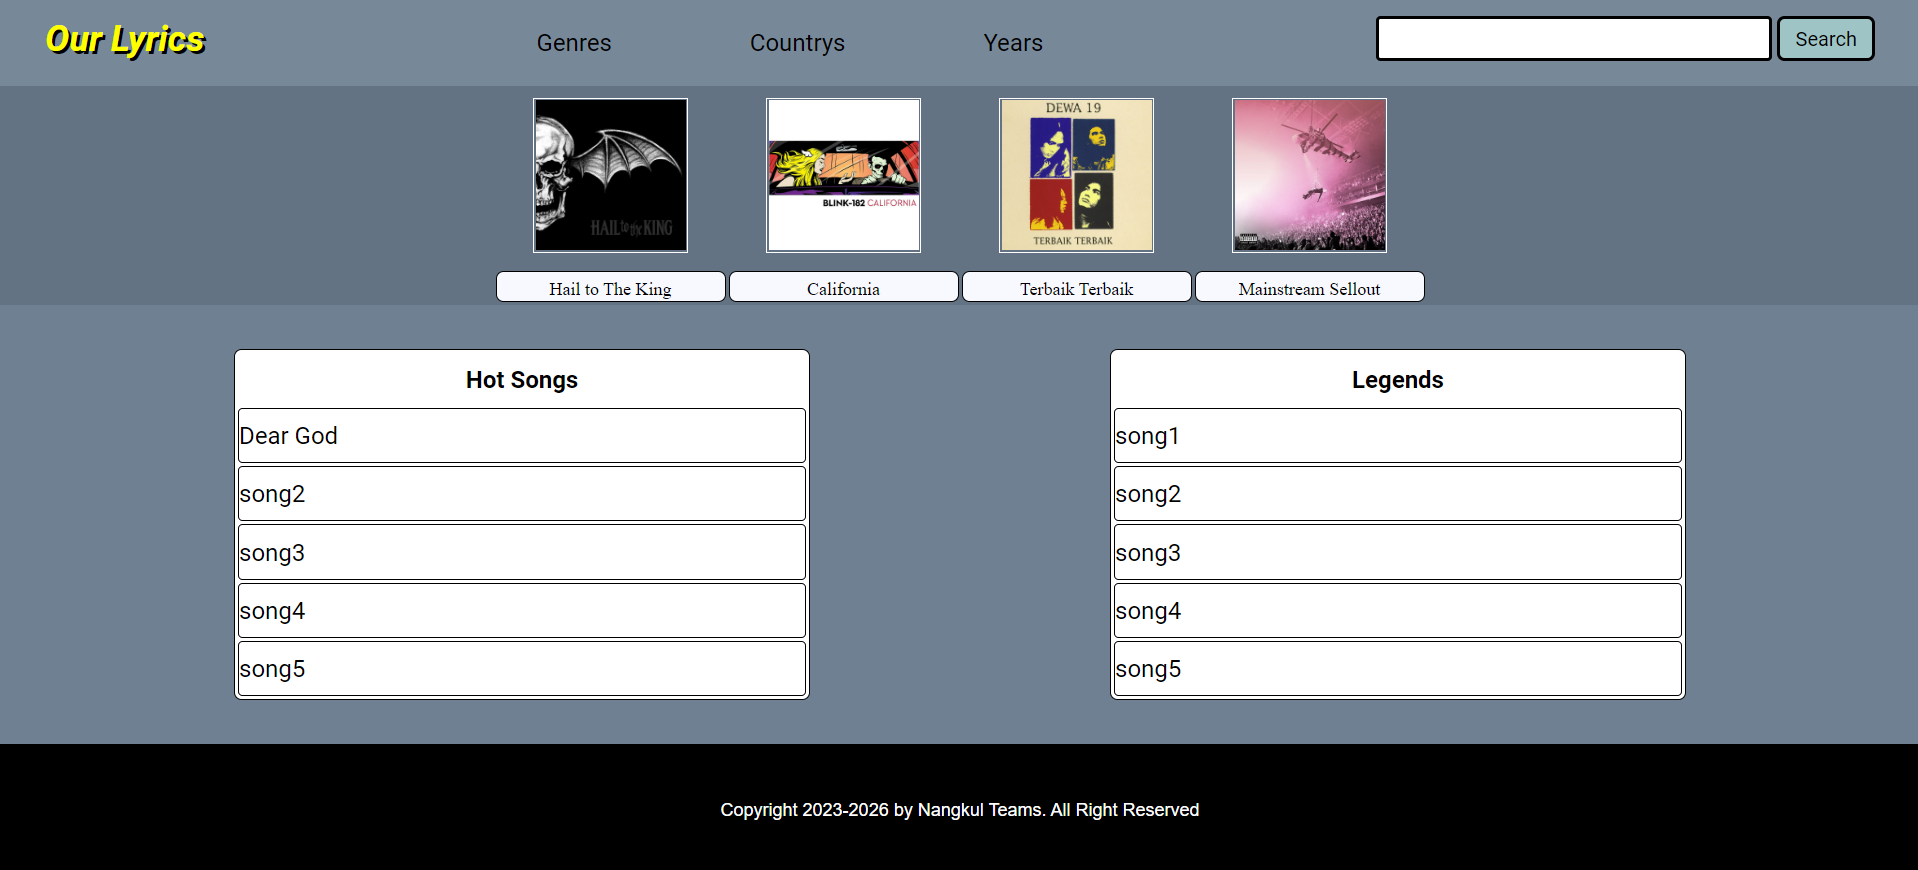 Our Lyrics
Genres
Countrys
Years
Search
HAIL to the KING
BLINK-182 CALIFORNIA
DEWA 19
TERBAIK TERBAIK
Hail to The King
California
Terbaik Terbaik
Mainstream Sellout
Hot Songs
Dear God
song2
song3
song4
song5
Legends
song1
song2
song3
song4
song5
Copyright 2023-2026 by Nangkul Teams. All Right Reserved